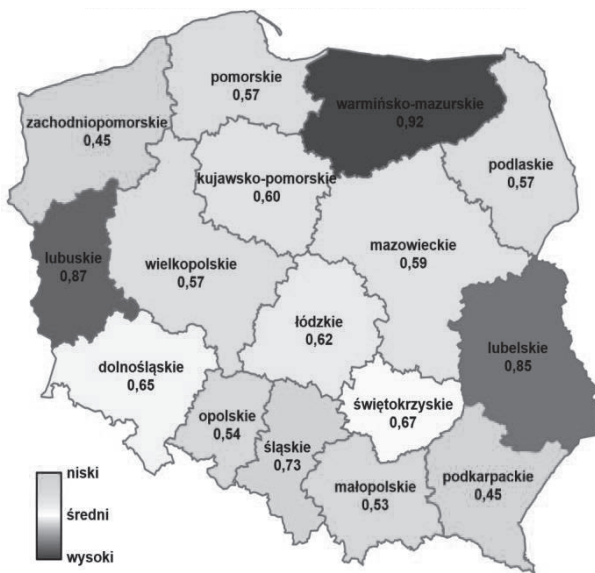 pomorskie
0,57
warmińsko-mazurskie
0,92
zachodniopomorskie
0,45
podlaskie
0,57
kujawsko-pomorskie
0,60
mazowieckie
0,59
lubuskie
0,87
wielkopolskie
0,57
łódzkie
0,62
lubelskie
0,85
dolnośląskie
0,65
świętokrzyskie
0,67
opolskie
0,54
śląskie
0,73
małopolskie
0,53
podkarpackie
0,45
niski
średni
wysoki